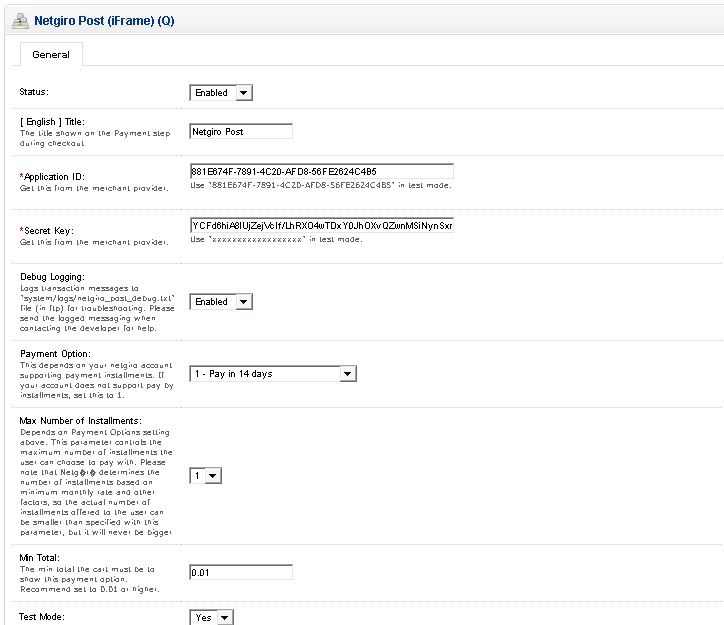 Netgiro Post (iFrame) (Q)
General
Status:
Enabled
[ English ] Title:
The title shown on the Payment step
during checkout
Netgiro Post
*Application ID:
Get this from the merchant provider.
881E674F-7891-4C20-AFD8-56FE2624C4B5
Use "881E674F-7891-4C2D-AFD8-56FE2624C4B5" in test mode.
*Secret Key:
Get this from the merchant provider.
Use "xxxxxxxxxxxxxxxxxx" in test mode.
Debug Logging:
Logs transaction messages to
"system/logs/netgiro_post_debug.txt"
file (in ftp) for troubleshooting. Please
send the logged messaging when
contacting the developer for help.
Enabled
Payment Option:
This depends on your netgiro account
supporting payment installments. If
your account does not support pay by
installments, set this to 1.
1 - Pay in 14 days
Max Number of Installments:
Depends on Payment Options setting
above. This parameter controls the
maximum number of installments the
user can choose to pay with. Please
note that Netg�r� determines the
number of installments based on
minimum monthly rate and other
factors, so the actual number of
installments offered to the user can
be smaller than specified with this
parameter, but it will never be bigger
1
Min Total:
The min total the cart must be to
show this payment option.
Recommend set to 0.01 or higher.
0.01
Test Mode:
Yes